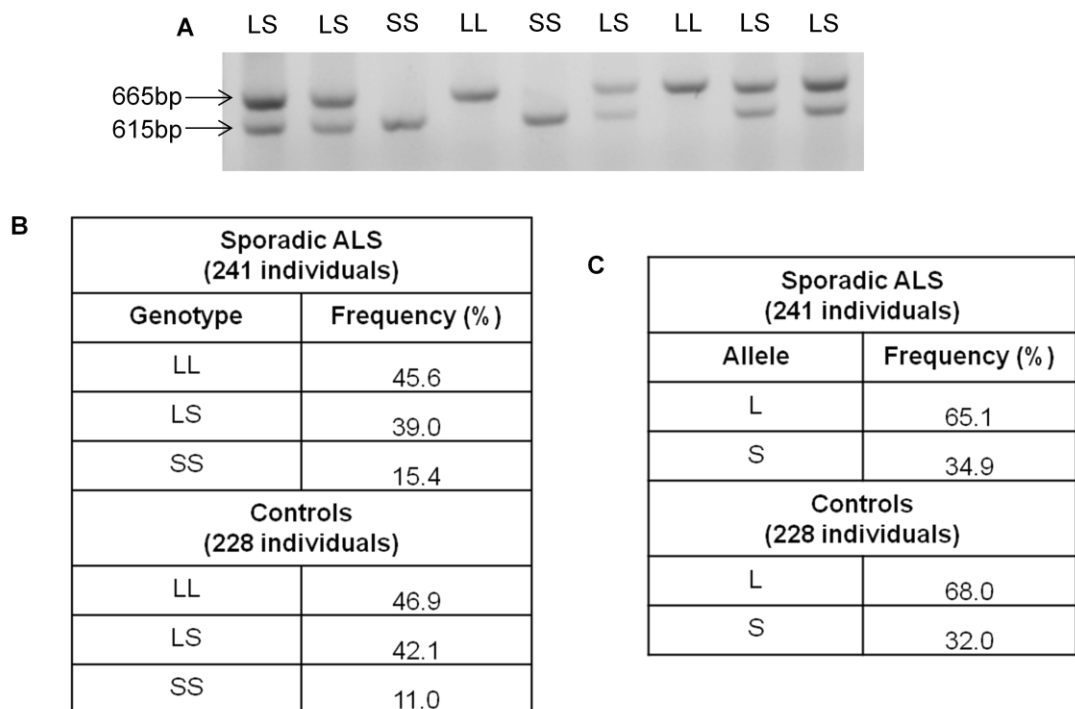 A
LS LS SS LL SS LS LL LS LS
665bp
615bp
B
Sporadic ALS
(241 individuals)
Genotype Frequency (%)
LL 45.6
LS 39.0
SS 15.4
Controls
(228 individuals)
LL 46.9
LS 42.1
SS 11.0
C
Sporadic ALS
(241 individuals)
Allele Frequency (%)
L 65.1
S 34.9
Controls
(228 individuals)
L 68.0
S 32.0